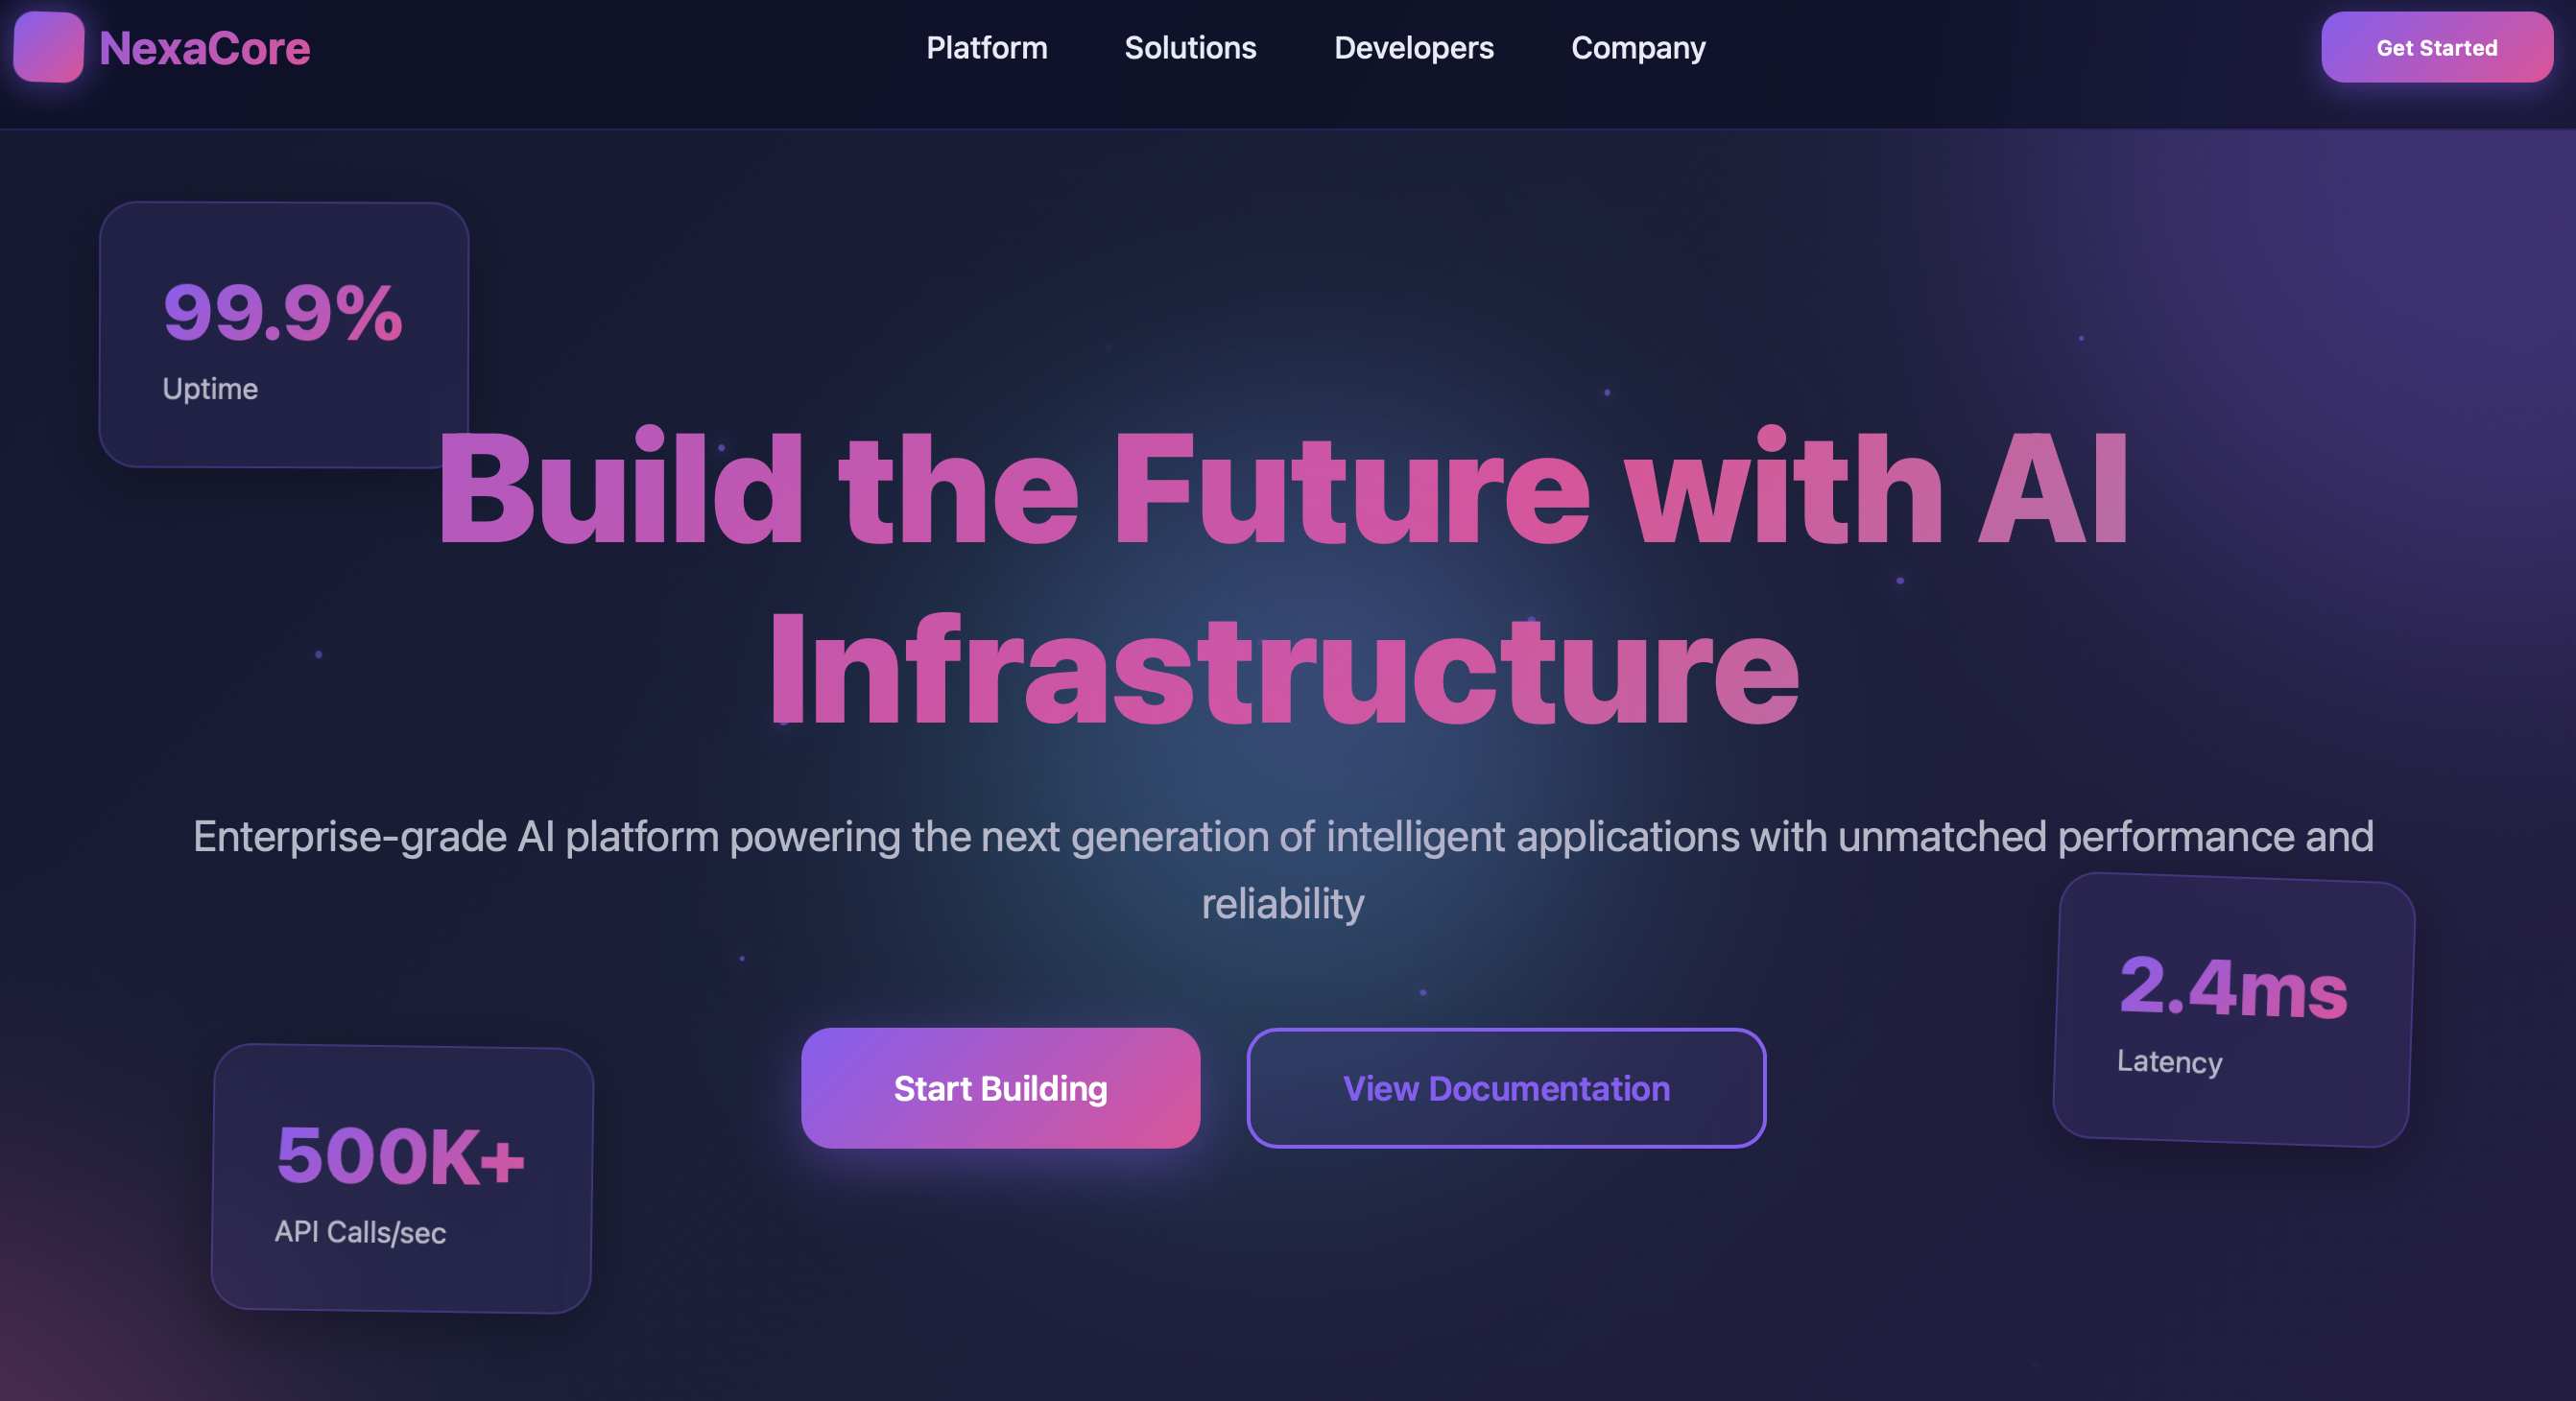 NexaCore
Platform
Solutions
Developers
Company
Get Started
99.9%
Uptime
Build the Future with AI
Infrastructure
Enterprise-grade AI platform powering the next generation of intelligent applications with unmatched performance and
reliability
2.4ms
Latency
Start Building
View Documentation
500K+
API Calls/sec